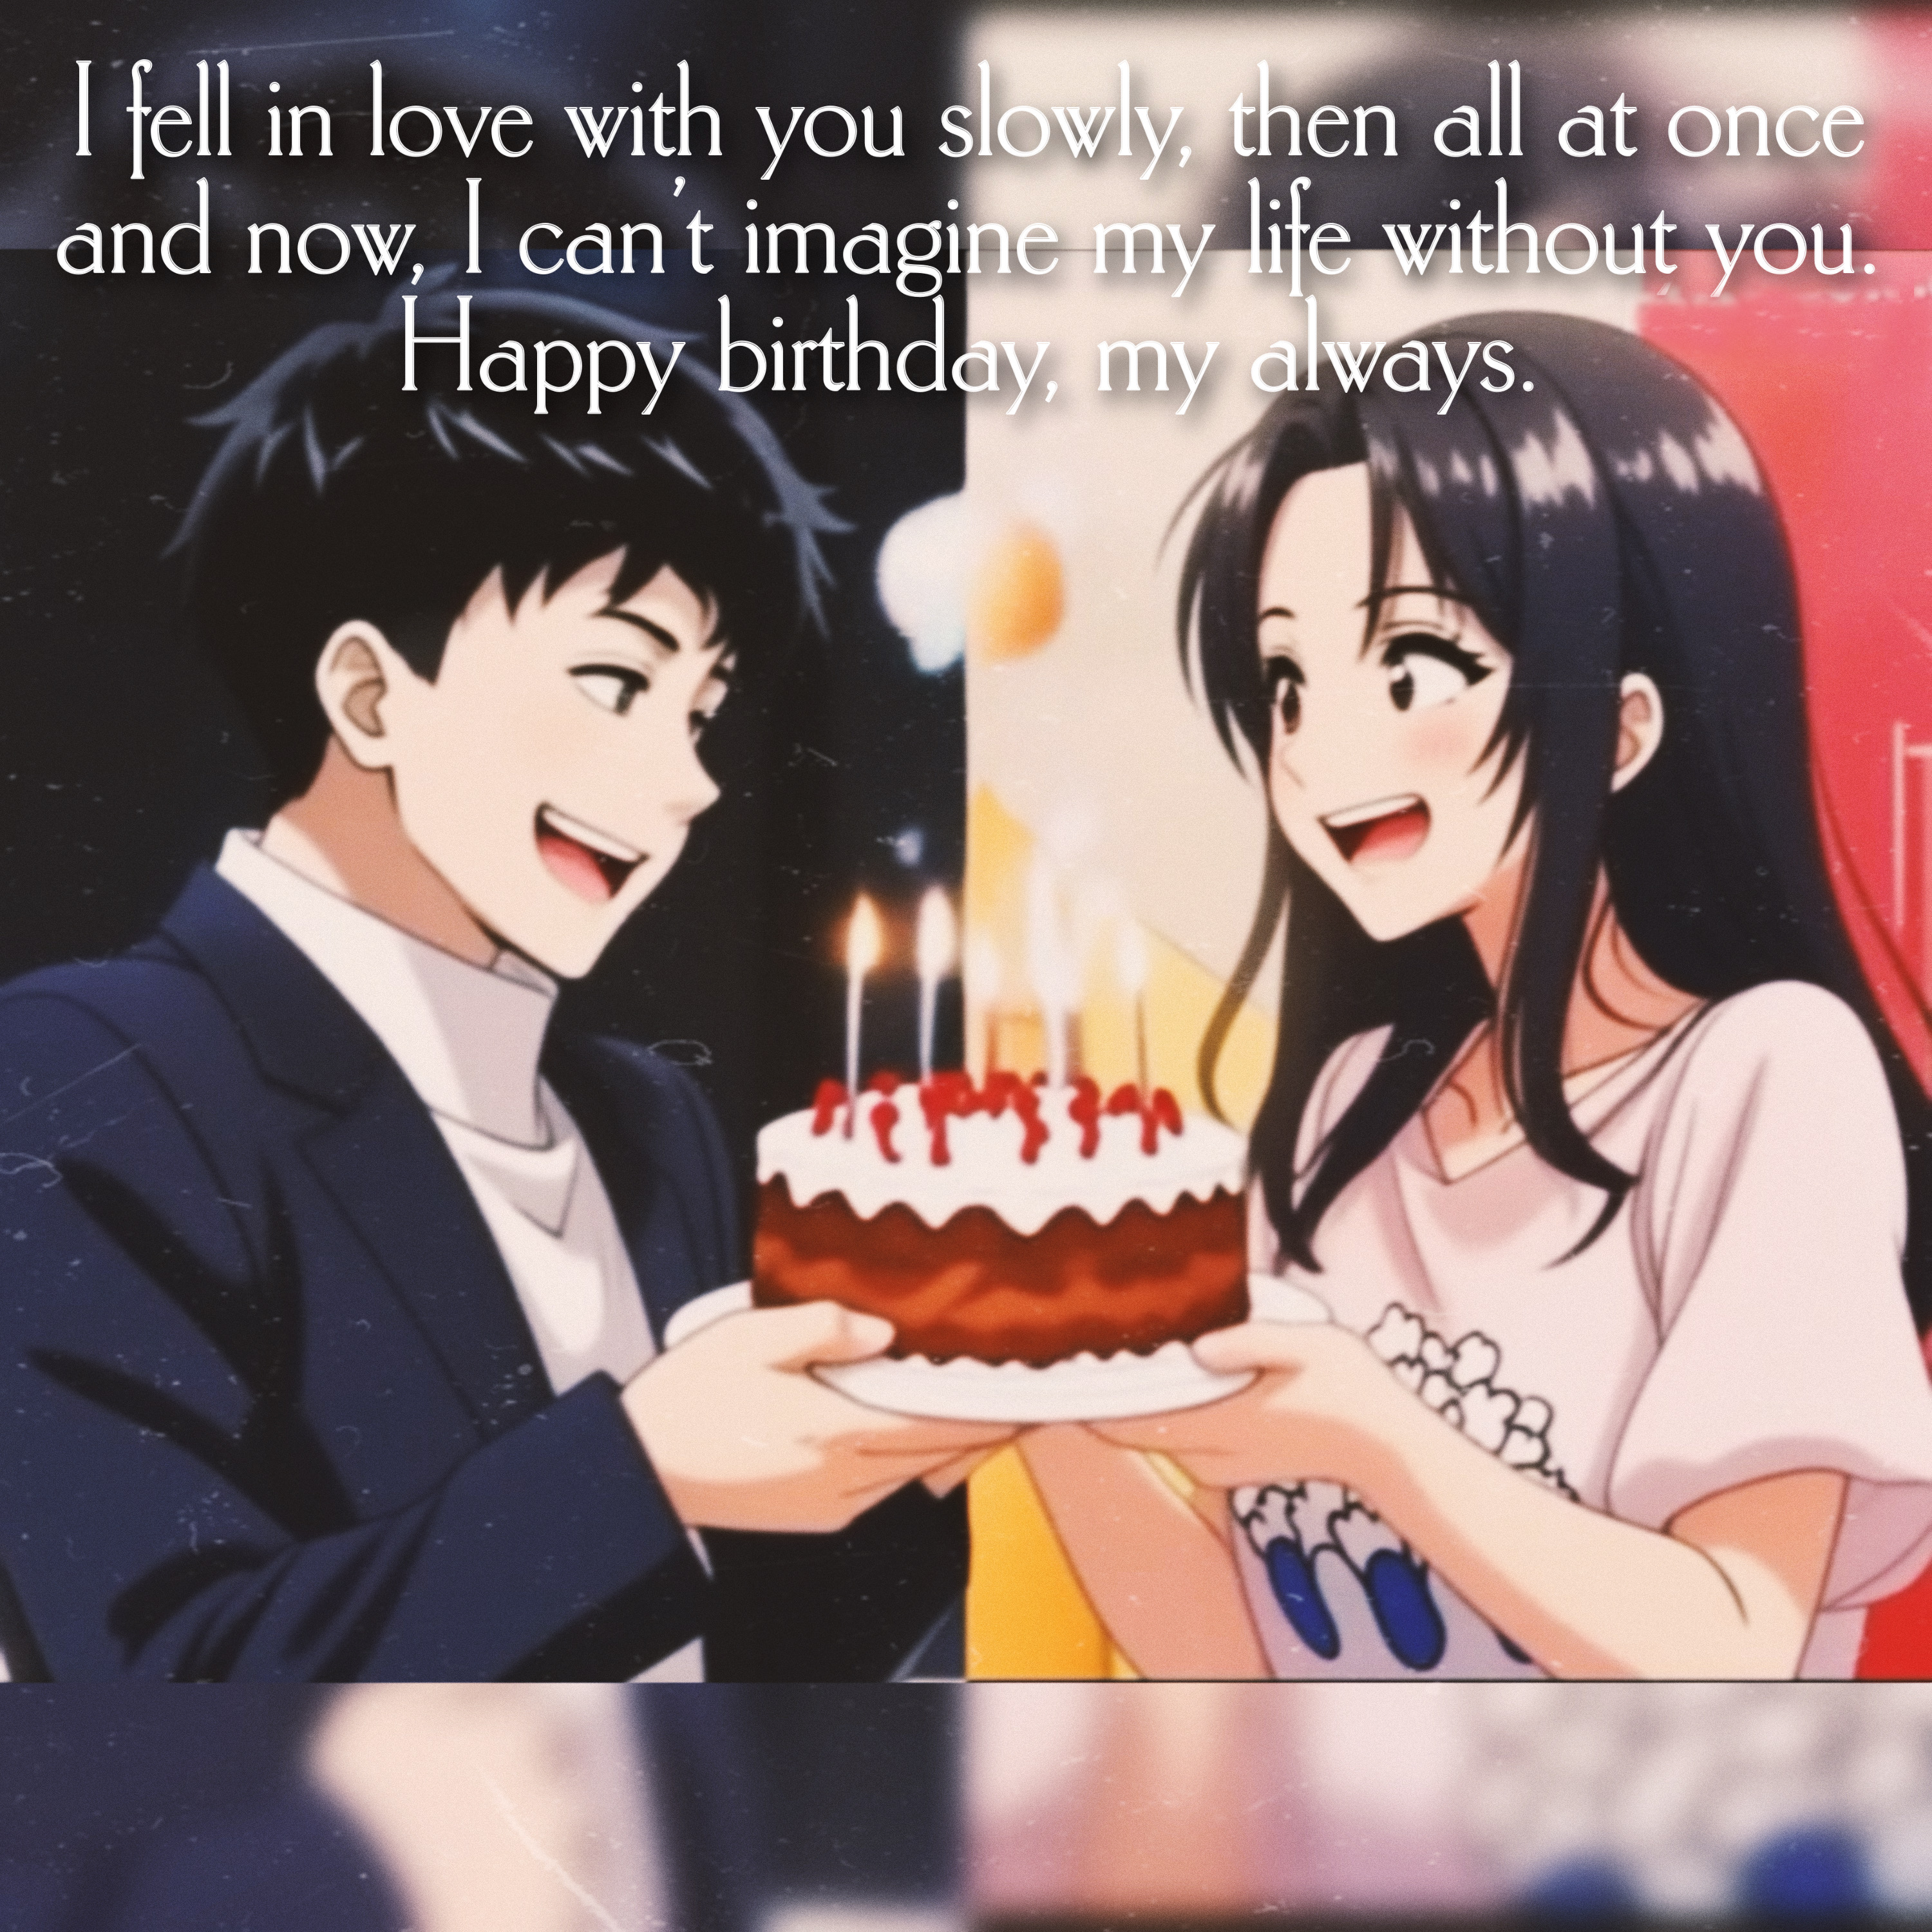 I fell in love with you slowly, then all at once
and now, I can't imagine my life without you.
Happy birthday, my always.